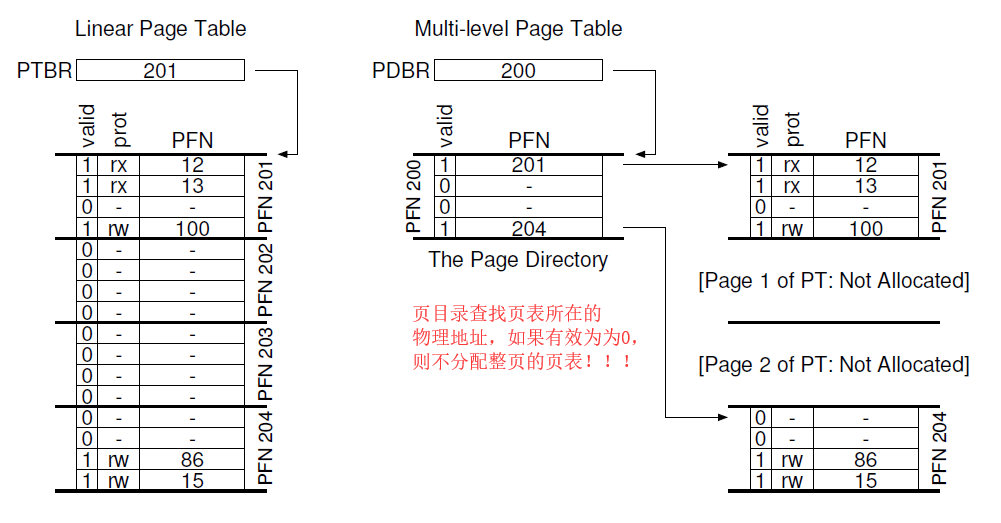 Linear Page Table
PTBR 201
valid prot PFN
1 rx 12
1 rx 13
0 - -
1 rw 100
PFN 201
0 - -
0 - -
0 - -
0 - -
PFN 202
0 - -
0 - -
0 - -
0 - -
PFN 203
0 - -
0 - -
1 rw 86
1 rw 15
PFN 204
Multi-level Page Table
PDBR 200
valid PFN
PFN 200
1 201
0 -
0 -
1 204
The Page Directory
页目录查找页表所在的
物理地址，如果有效为为0，
则不分配整页的页表！！！
valid prot PFN
1 rx 12
1 rx 13
0 - -
1 rw 100
PFN 201
[Page 1 of PT: Not Allocated]
[Page 2 of PT: Not Allocated]
0 - -
0 - -
1 rw 86
1 rw 15
PFN 204